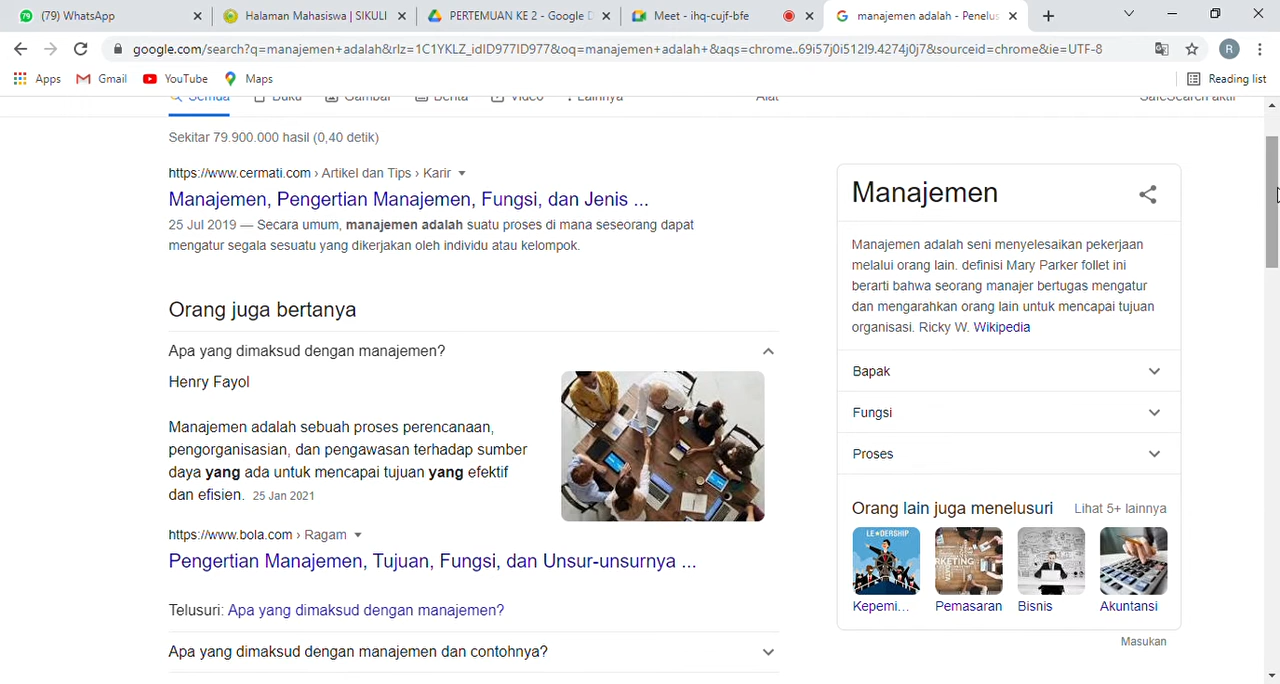 (79) WhatsApp
Halaman Mahasiswa | SIKULI
PERTEMUAN KE 2 - Google D
Meet - ihq-cujf-bfe
manajemen adalah - Penelus
google.com/search?q=manajemen+adalah&rlz=1C1YKLZ_idID977ID977&oq=manajemen+adalah+&aqs=chrome..69i57j0i512l9.4274j0j7&sourceid=chrome&ie=UTF-8
R
Apps
Gmail
YouTube
Maps
Reading list
Semua
Buku
Gambar
Berita
Video
Lainnya
Alat
SafeSearch aktif
Sekitar 79.900.000 hasil (0,40 detik)
https://www.cermati.com › Artikel dan Tips › Karir
Manajemen, Pengertian Manajemen, Fungsi, dan Jenis ...
25 Jul 2019 — Secara umum, manajemen adalah suatu proses di mana seseorang dapat
mengatur segala sesuatu yang dikerjakan oleh individu atau kelompok.
Orang juga bertanya
Apa yang dimaksud dengan manajemen?
Henry Fayol
Manajemen adalah sebuah proses perencanaan,
pengorganisasian, dan pengawasan terhadap sumber
daya yang ada untuk mencapai tujuan yang efektif
dan efisien. 25 Jan 2021
https://www.bola.com › Ragam
Pengertian Manajemen, Tujuan, Fungsi, dan Unsur-unsurnya ...
Telusuri: Apa yang dimaksud dengan manajemen?
Apa yang dimaksud dengan manajemen dan contohnya?
Manajemen
Manajemen adalah seni menyelesaikan pekerjaan
melalui orang lain. definisi Mary Parker follet ini
berarti bahwa seorang manajer bertugas mengatur
dan mengarahkan orang lain untuk mencapai tujuan
organisasi. Ricky W. Wikipedia
Bapak
Fungsi
Proses
Orang lain juga menelusuri
Lihat 5+ lainnya
Kepemi...
Pemasaran
Bisnis
Akuntansi
Masukan